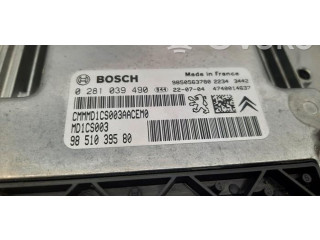 BOSCH
Made in France
0 281 039 490
9850563780 2234 3442
22-07-04 4740014637
CMMMD1CS003AACEM0
MD1CS003
98 510 395 80